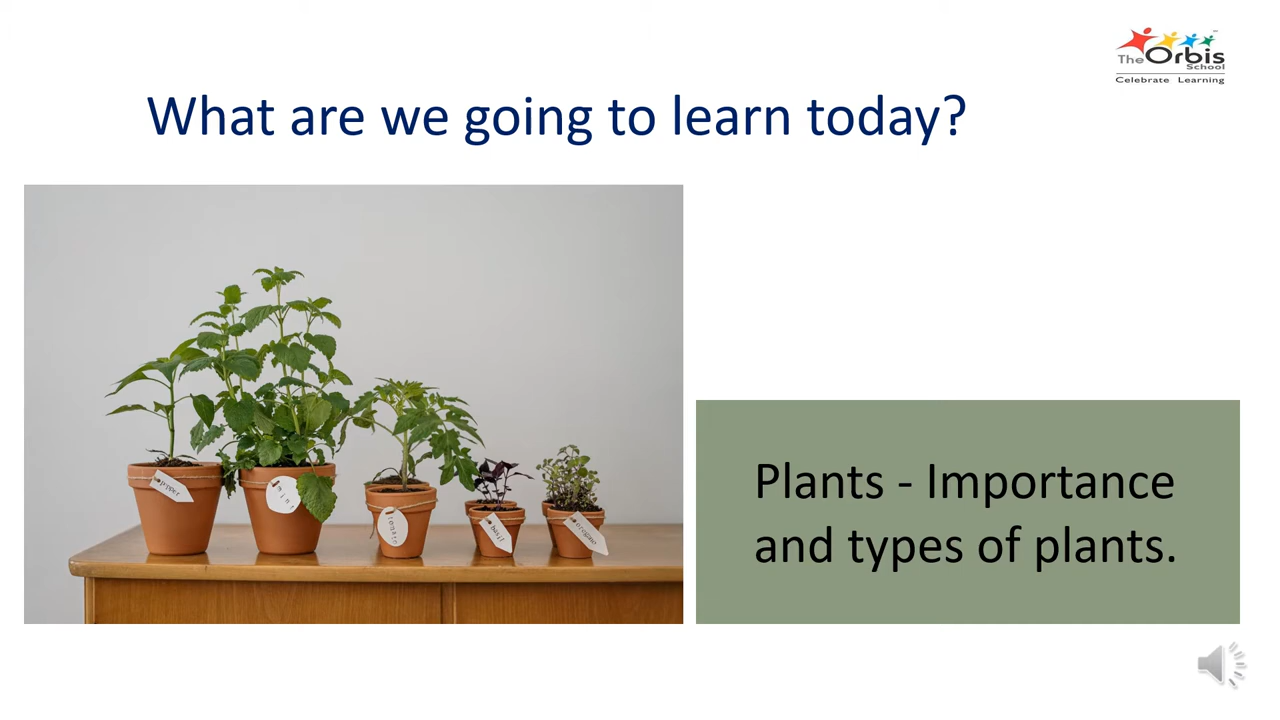 The Orbis
School
Celebrate Learning
What are we going to learn today?
pepper
mint
tomato
basil
oregano
Plants - Importance
and types of plants.